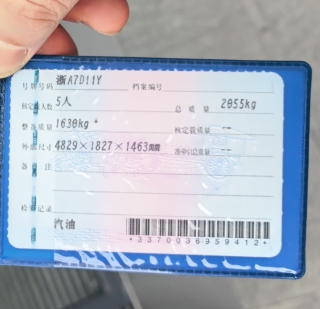 号牌号码 浙A7D11Y 档案编号
核定载人数 5人 总质量 2055kg
整备质量 1630kg 核定载质量 --
外廓尺寸 4829×1827×1463mm 准牵引总质量 --
备注
检验记录
汽油
*3370036959412*